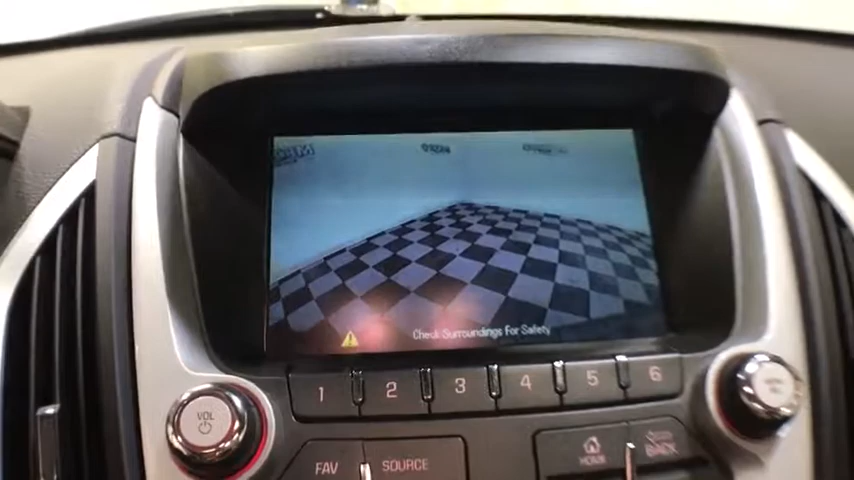 Check Surroundings For Safety
1 2 3 4 5 6
VOL
FAV SOURCE HOME BACK